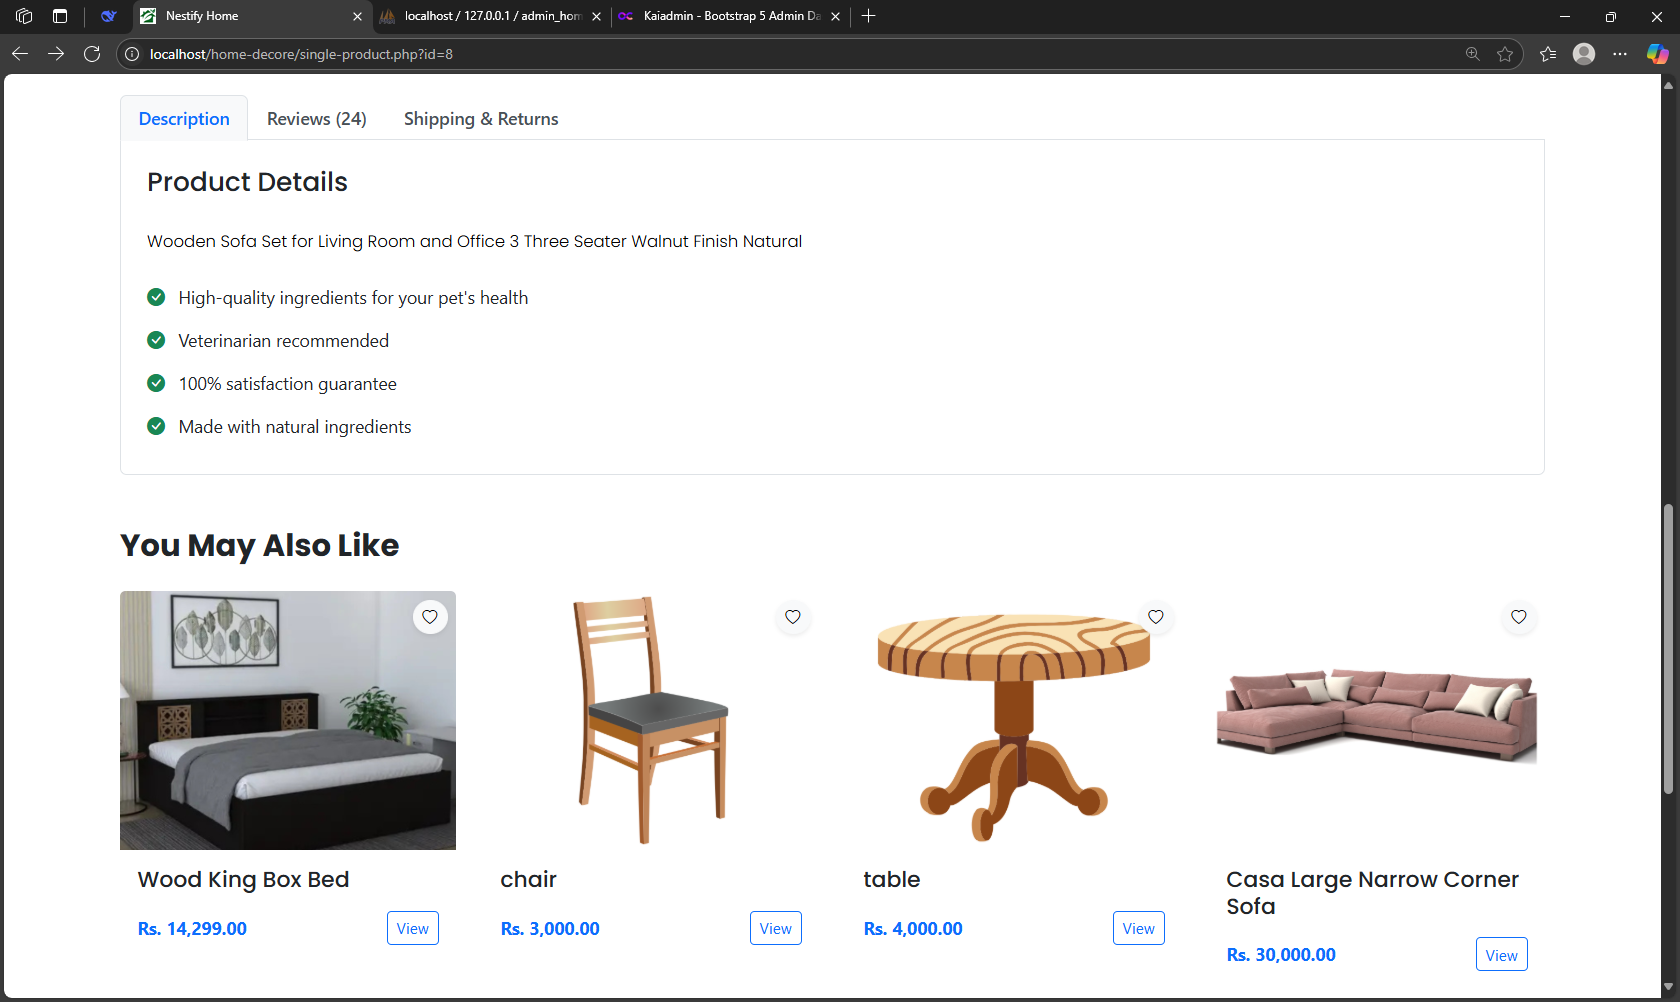 Nestify Home
localhost / 127.0.0.1 / admin_hom
Kaiadmin - Bootstrap 5 Admin Da
localhost/home-decore/single-product.php?id=8
Description
Reviews (24)
Shipping & Returns
Product Details
Wooden Sofa Set for Living Room and Office 3 Three Seater Walnut Finish Natural
High-quality ingredients for your pet's health
Veterinarian recommended
100% satisfaction guarantee
Made with natural ingredients
You May Also Like
Wood King Box Bed
Rs. 14,299.00
View
chair
Rs. 3,000.00
View
table
Rs. 4,000.00
View
Casa Large Narrow Corner
Sofa
Rs. 30,000.00
View